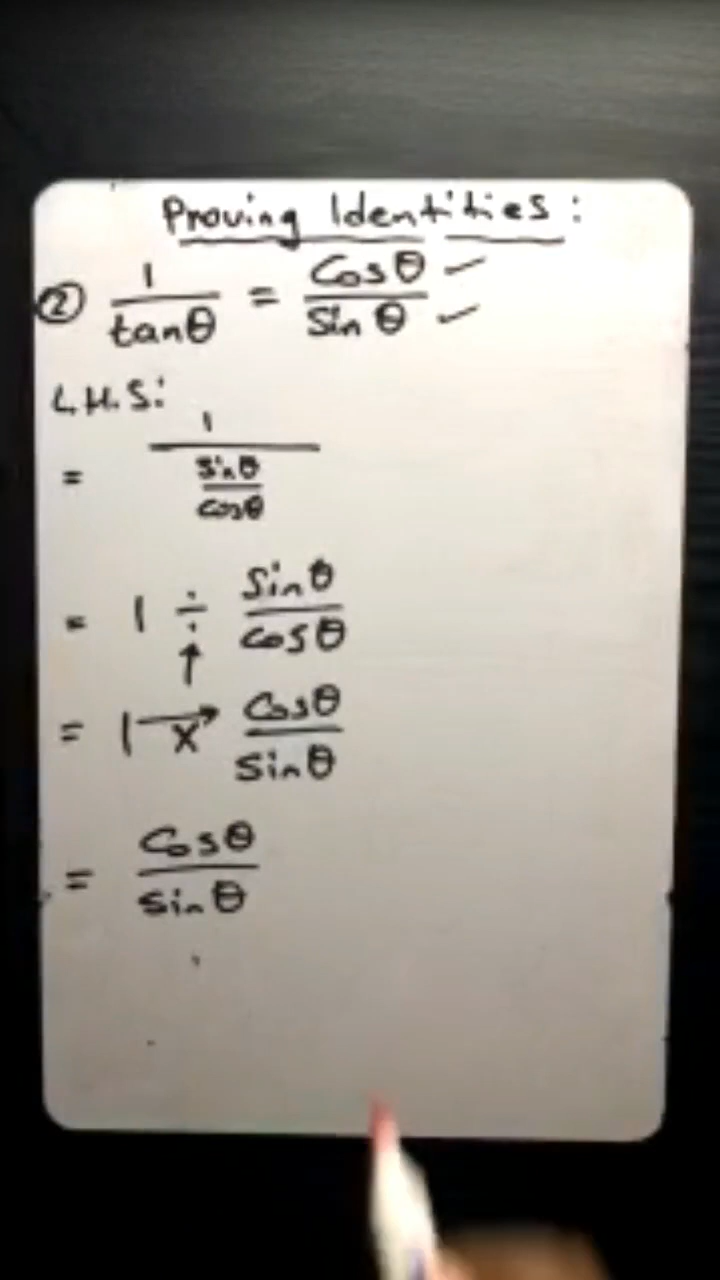 Proving Identities:
② 1/tanθ = Cosθ/Sinθ ✓✓
L.H.S:
= 1/(sinθ/cosθ)
= 1 ÷ Sinθ/cosθ
↑
= 1 × Cosθ/sinθ
= Cosθ/sinθ